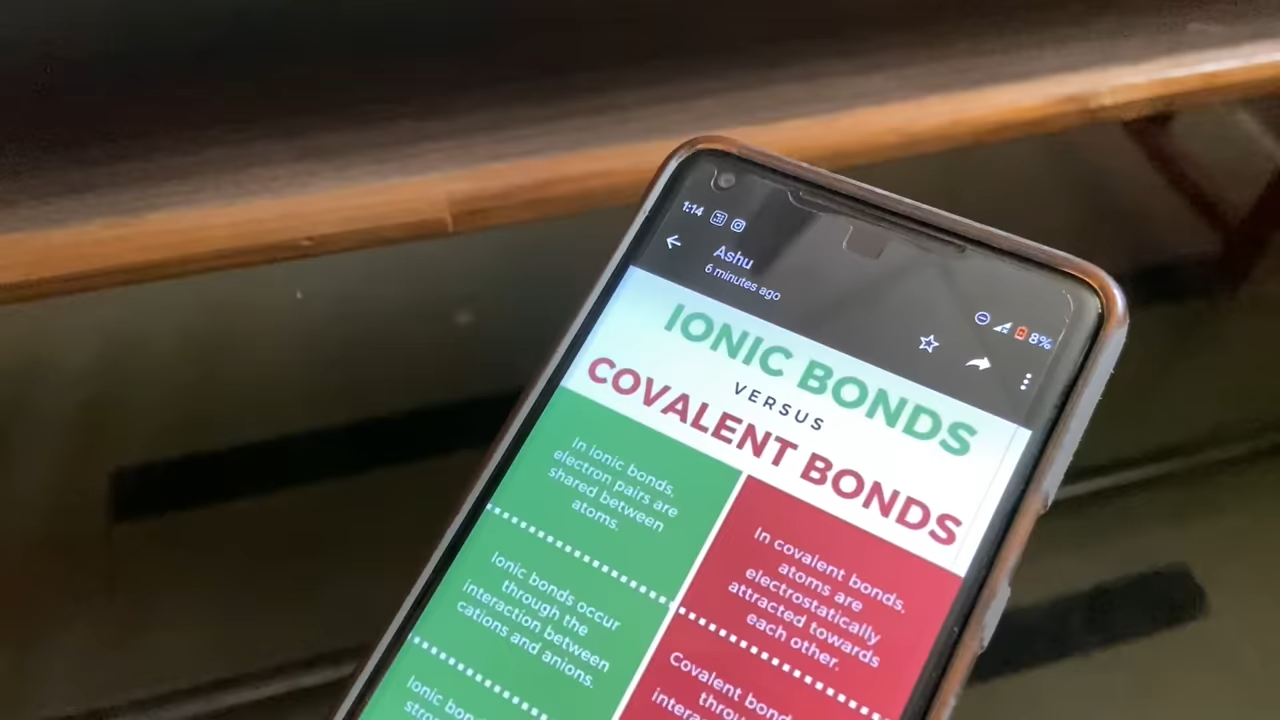 1:14
8%
Ashu
6 minutes ago
IONIC BONDS
VERSUS
COVALENT BONDS
In ionic bonds,
electron pairs are
shared between
atoms.
In covalent bonds,
atoms are
electrostatically
attracted towards
each other.
Ionic bonds occur
through the
interaction between
cations and anions.
Covalent
Ionic